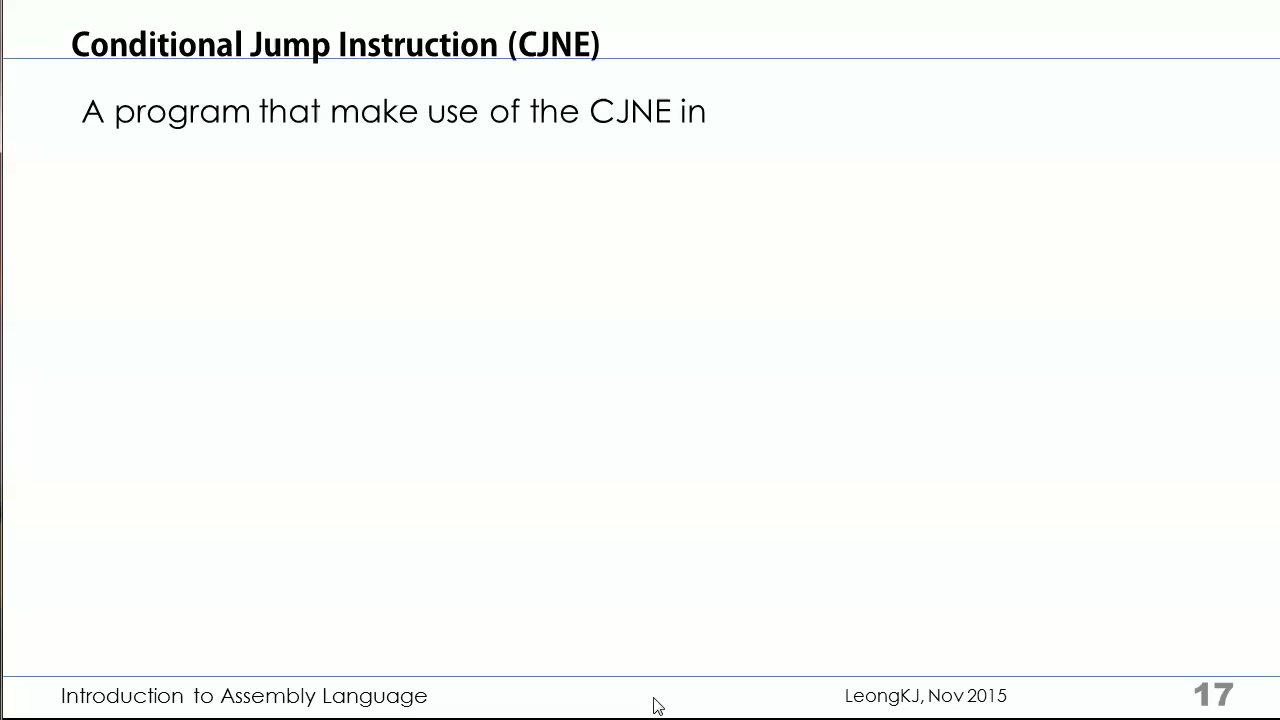 Conditional Jump Instruction (CJNE)
A program that make use of the CJNE in
Introduction to Assembly Language
LeongKJ, Nov 2015
17